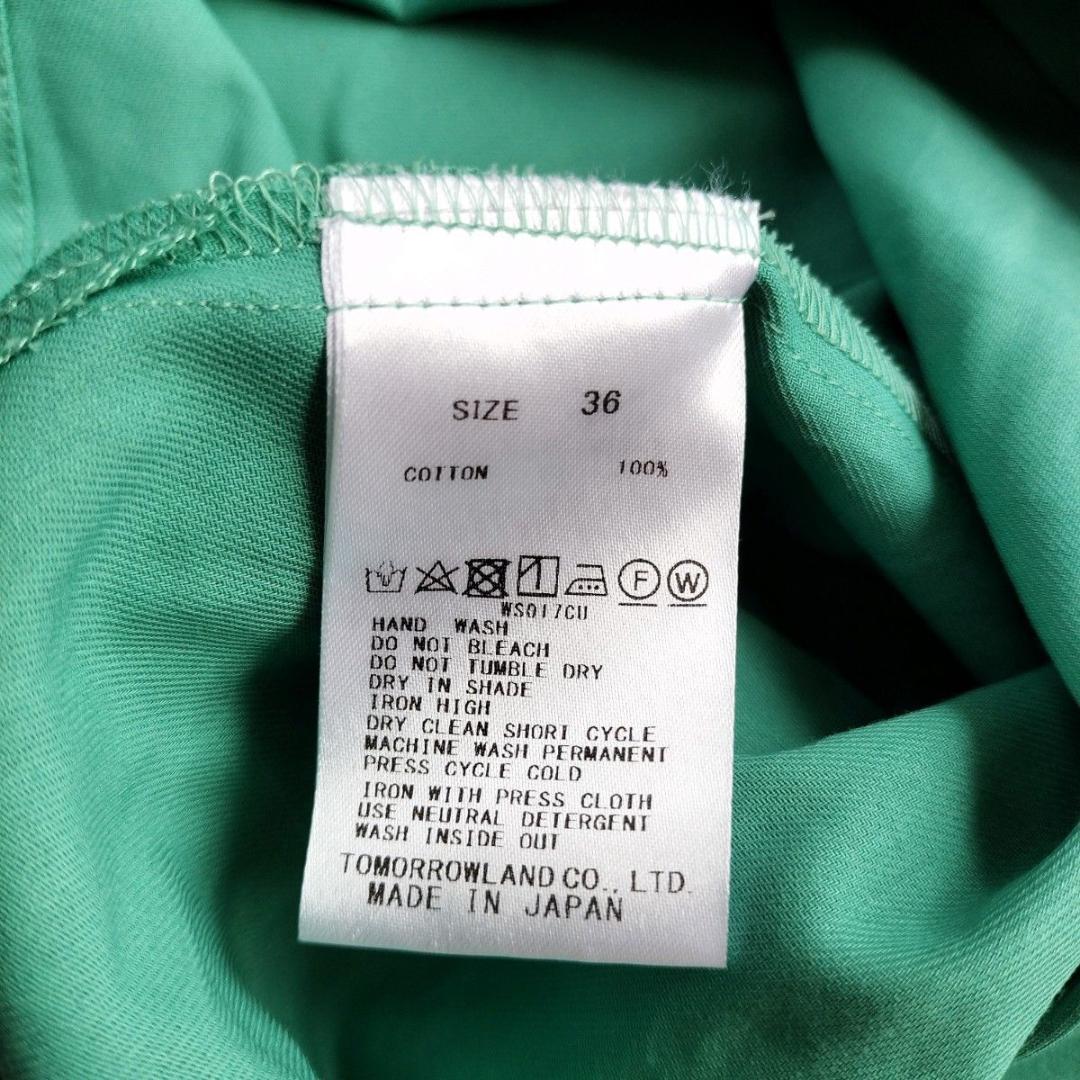 SIZE 36
COTTON 100%
F W
WS017CU
HAND WASH
DO NOT BLEACH
DO NOT TUMBLE DRY
DRY IN SHADE
IRON HIGH
DRY CLEAN SHORT CYCLE
MACHINE WASH PERMANENT
PRESS CYCLE COLD
IRON WITH PRESS CLOTH
USE NEUTRAL DETERGENT
WASH INSIDE OUT
TOMORROWLAND CO., LTD.
MADE IN JAPAN